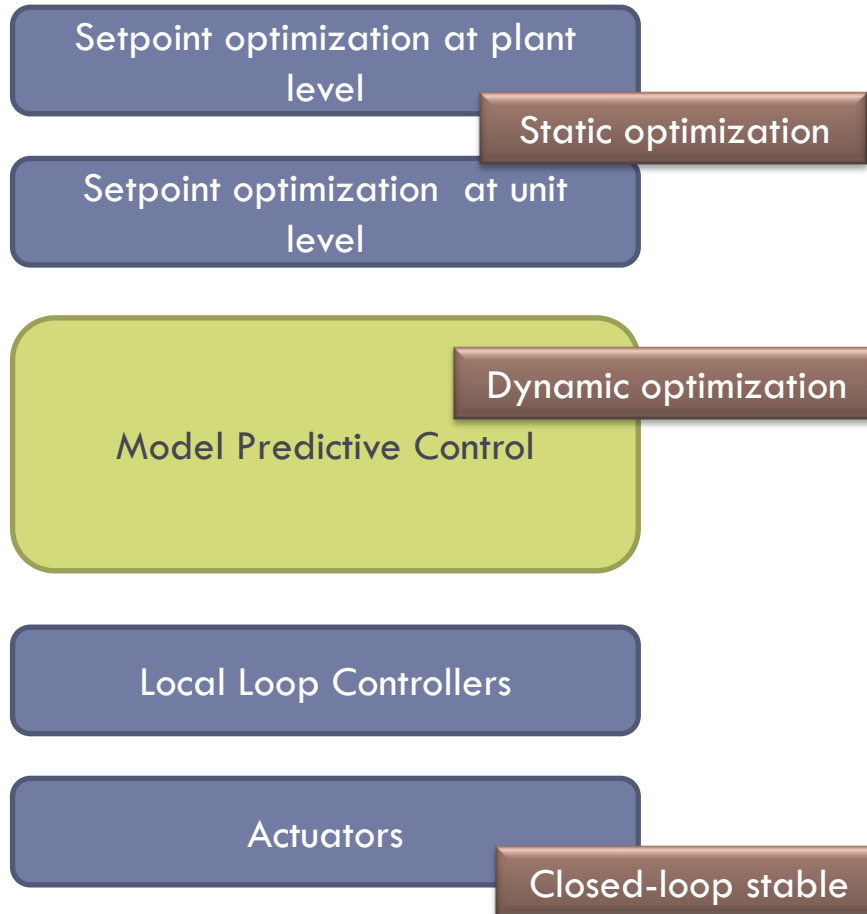 Setpoint optimization at plant
level
Static optimization
Setpoint optimization at unit
level
Dynamic optimization
Model Predictive Control
Local Loop Controllers
Actuators
Closed-loop stable